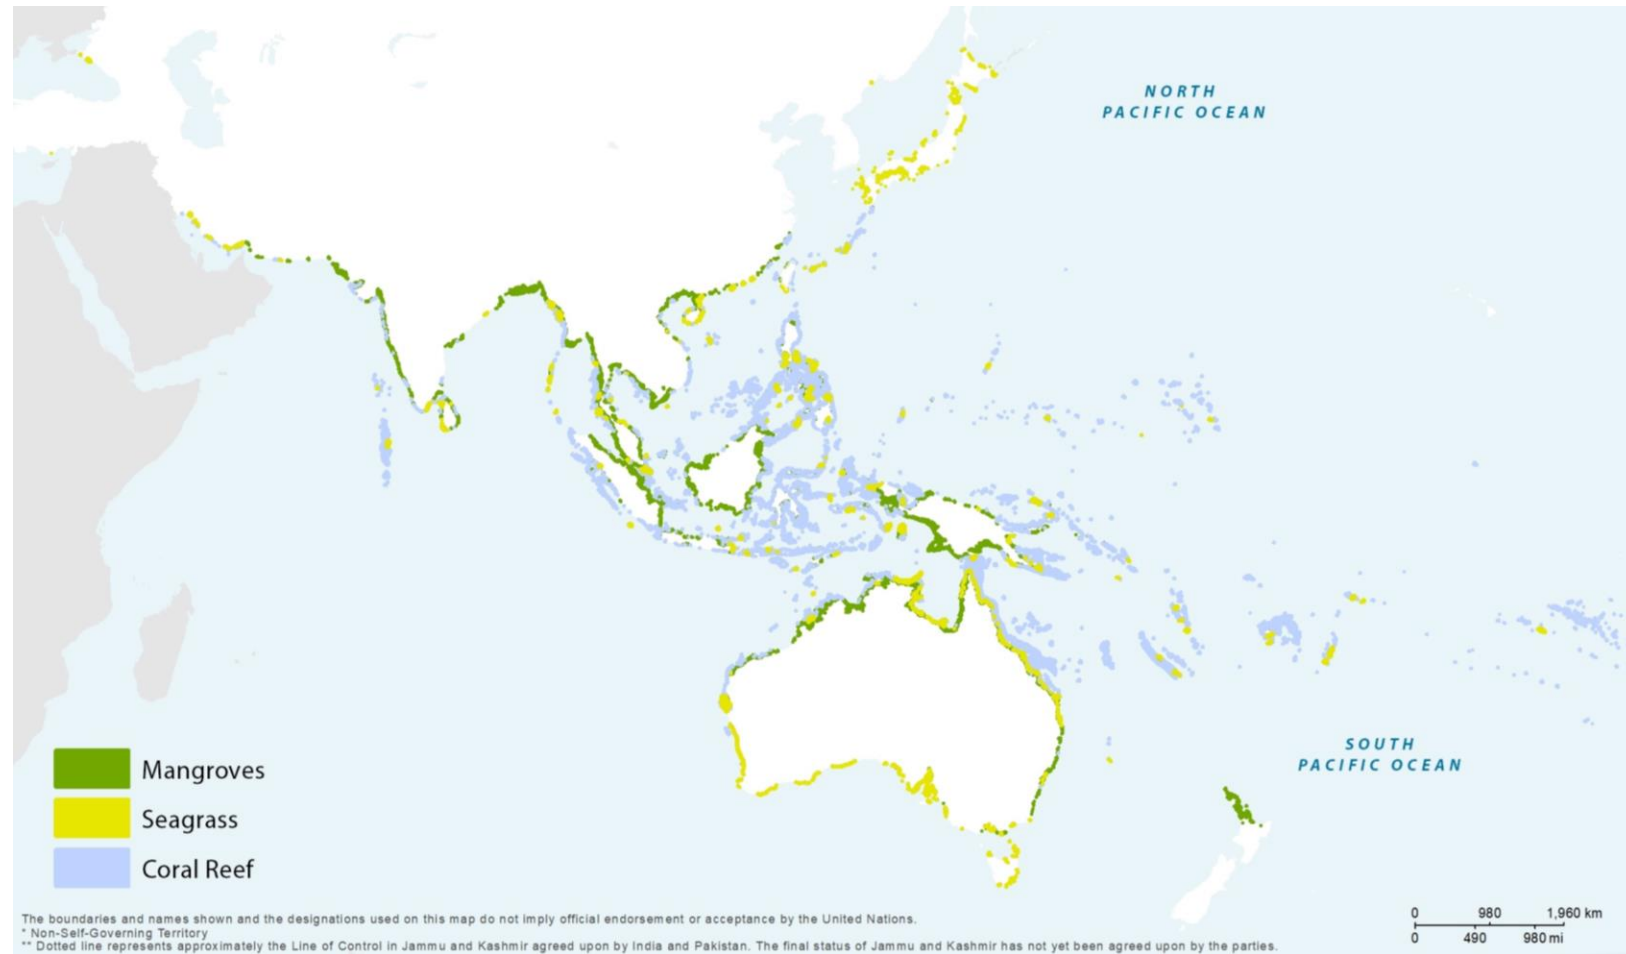 NORTH
PACIFIC OCEAN
SOUTH
PACIFIC OCEAN
Mangroves
Seagrass
Coral Reef
The boundaries and names shown and the designations used on this map do not imply official endorsement or acceptance by the United Nations.
* Non-Self-Governing Territory
** Dotted line represents approximately the Line of Control in Jammu and Kashmir agreed upon by India and Pakistan. The final status of Jammu and Kashmir has not yet been agreed upon by the parties.
0 980 1,960 km
0 490 980 mi